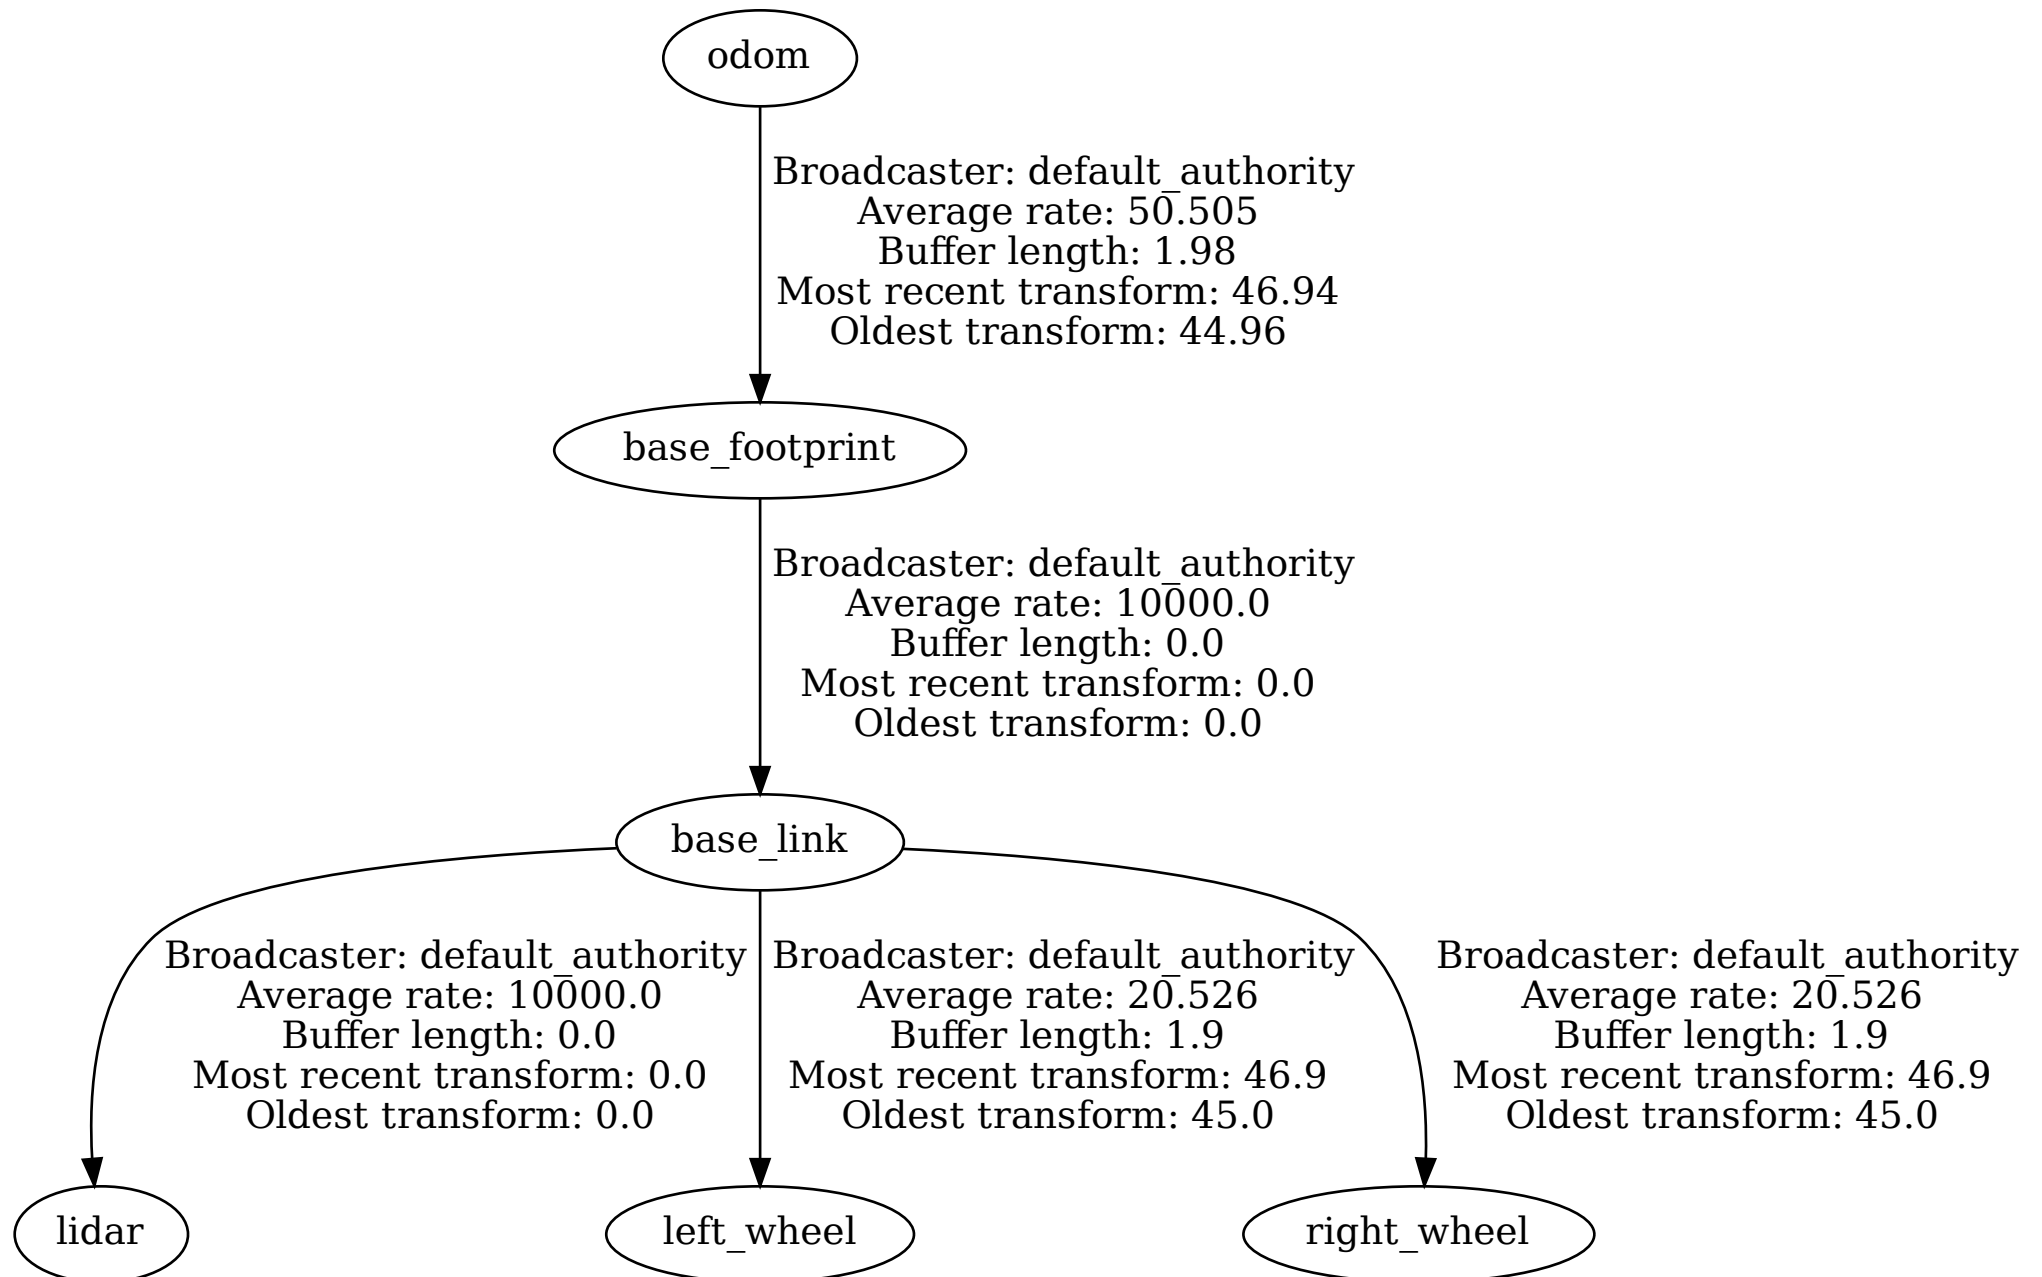 odom
Broadcaster: default_authority
Average rate: 50.505
Buffer length: 1.98
Most recent transform: 46.94
Oldest transform: 44.96
base_footprint
Broadcaster: default_authority
Average rate: 10000.0
Buffer length: 0.0
Most recent transform: 0.0
Oldest transform: 0.0
base_link
Broadcaster: default_authority
Average rate: 10000.0
Buffer length: 0.0
Most recent transform: 0.0
Oldest transform: 0.0
Broadcaster: default_authority
Average rate: 20.526
Buffer length: 1.9
Most recent transform: 46.9
Oldest transform: 45.0
Broadcaster: default_authority
Average rate: 20.526
Buffer length: 1.9
Most recent transform: 46.9
Oldest transform: 45.0
lidar
left_wheel
right_wheel